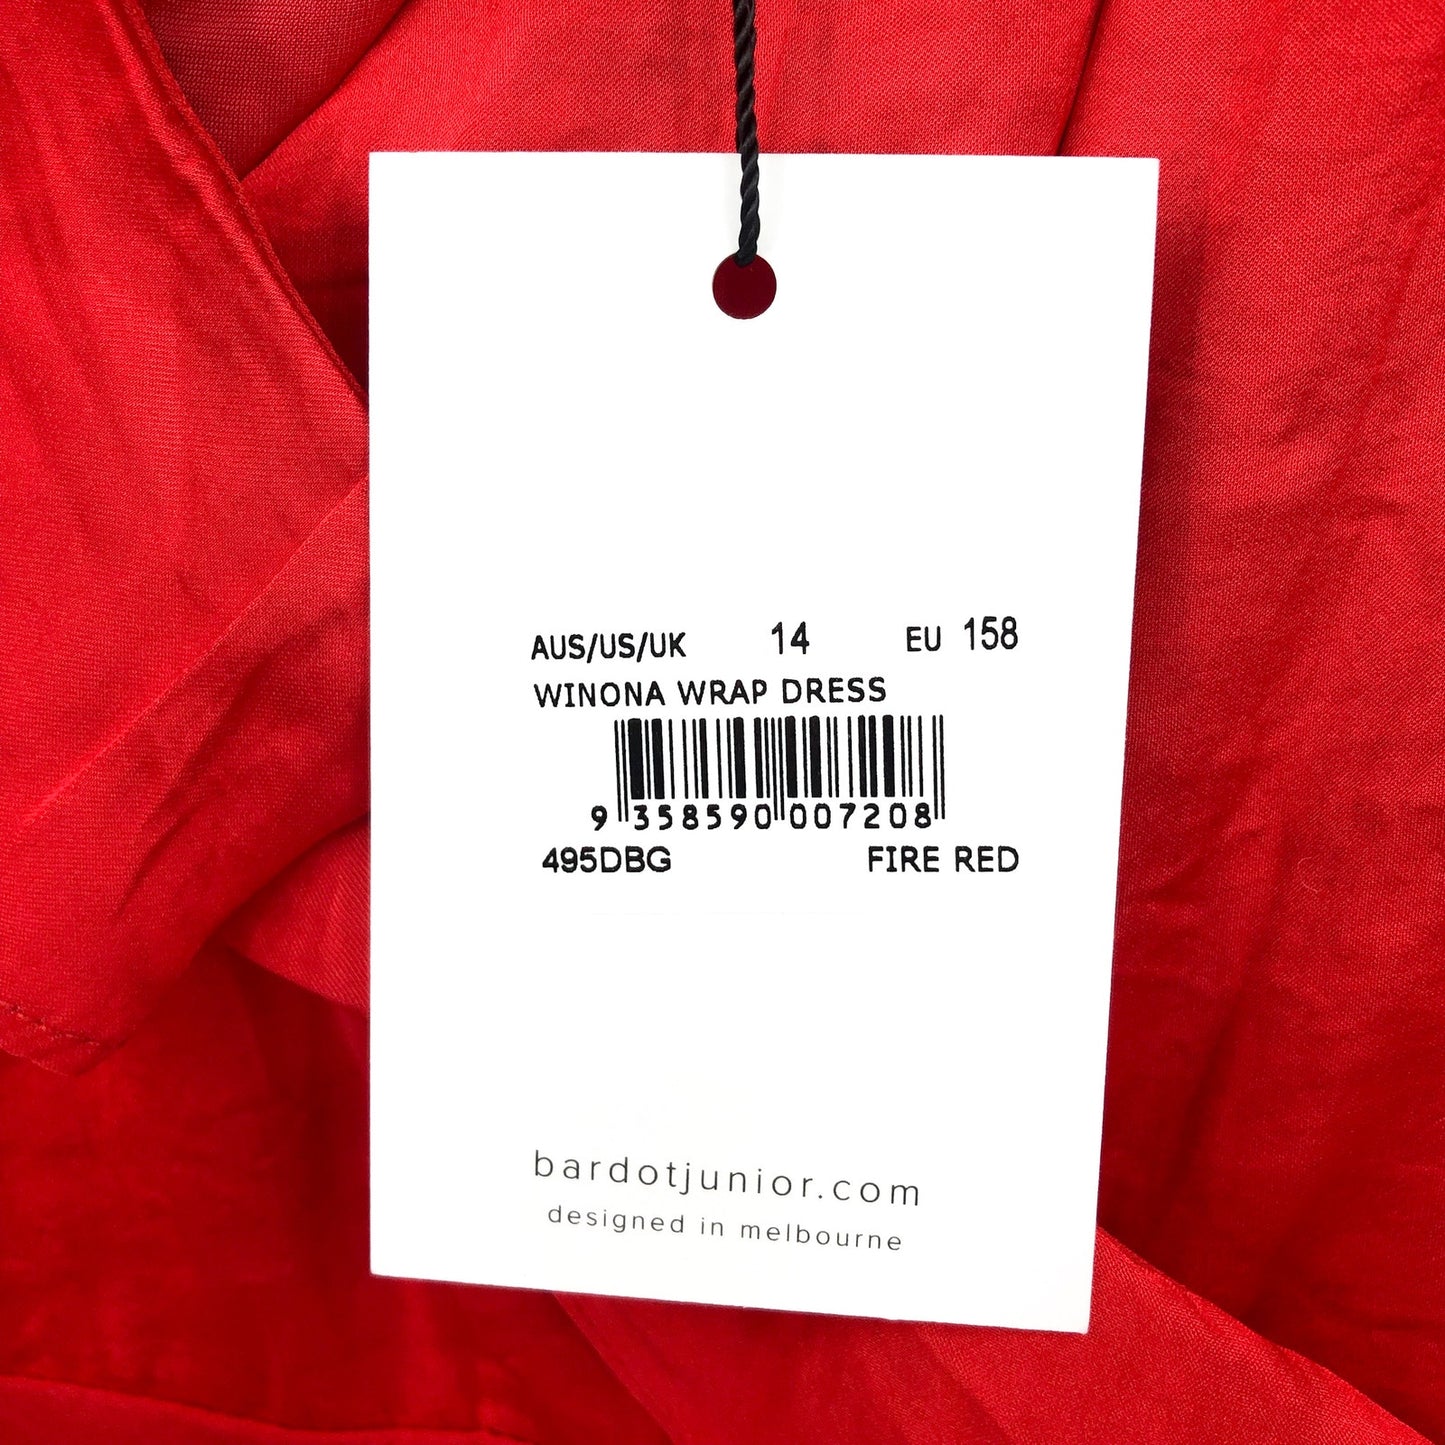 AUS/US/UK 14 EU 158
WINONA WRAP DRESS
9 358590 007208
495DBG FIRE RED
bardotjunior.com
designed in melbourne